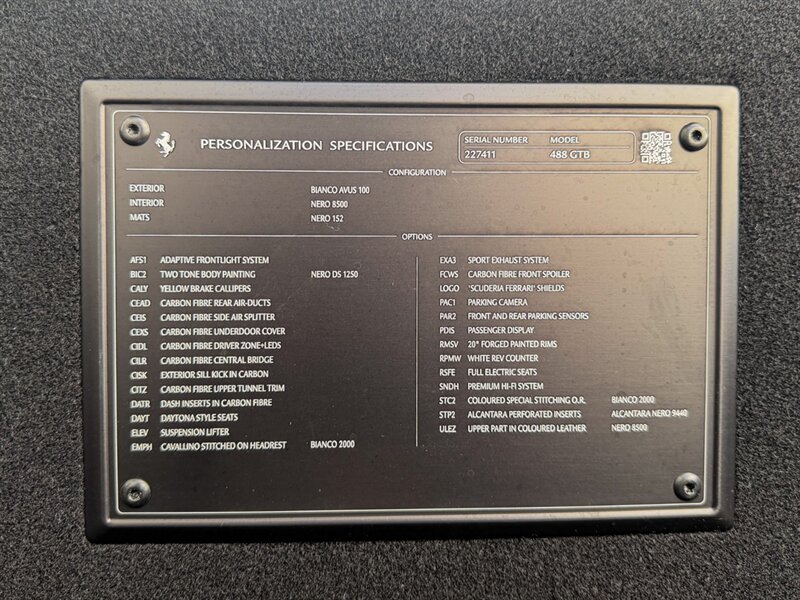 PERSONALIZATION SPECIFICATIONS
SERIAL NUMBER MODEL
227411 488 GTB
CONFIGURATION
EXTERIOR BIANCO AVUS 100
INTERIOR NERO 8500
MATS NERO 152
OPTIONS
AFS1 ADAPTIVE FRONTLIGHT SYSTEM
BIC2 TWO TONE BODY PAINTING NERO DS 1250
CALY YELLOW BRAKE CALLIPERS
CEAD CARBON FIBRE REAR AIR-DUCTS
CEIS CARBON FIBRE SIDE AIR SPLITTER
CEXS CARBON FIBRE UNDERDOOR COVER
CIDL CARBON FIBRE DRIVER ZONE+LEDS
CILR CARBON FIBRE CENTRAL BRIDGE
CISK EXTERIOR SILL KICK IN CARBON
CITZ CARBON FIBRE UPPER TUNNEL TRIM
DATR DASH INSERTS IN CARBON FIBRE
DAYT DAYTONA STYLE SEATS
ELEV SUSPENSION LIFTER
EMPH CAVALLINO STITCHED ON HEADREST BIANCO 2000
EXA3 SPORT EXHAUST SYSTEM
FCWS CARBON FIBRE FRONT SPOILER
LOGO 'SCUDERIA FERRARI' SHIELDS
PAC1 PARKING CAMERA
PAR2 FRONT AND REAR PARKING SENSORS
PDIS PASSENGER DISPLAY
RMSV 20" FORGED PAINTED RIMS
RPMW WHITE REV COUNTER
RSFE FULL ELECTRIC SEATS
SNDH PREMIUM HI-FI SYSTEM
STC2 COLOURED SPECIAL STITCHING O.R. BIANCO 2000
STP2 ALCANTARA PERFORATED INSERTS ALCANTARA NERO 9440
ULEZ UPPER PART IN COLOURED LEATHER NERO 8500